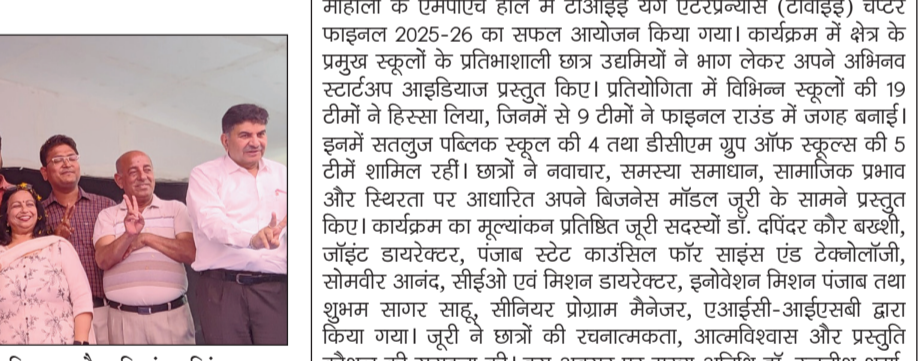 मोहाली के एमपीएच हॉल में टीआईई यंग एंटरप्रेन्योर्स (टीवाईई) चैप्टर
फाइनल 2025-26 का सफल आयोजन किया गया। कार्यक्रम में क्षेत्र के
प्रमुख स्कूलों के प्रतिभाशाली छात्र उद्यमियों ने भाग लेकर अपने अभिनव
स्टार्टअप आइडियाज प्रस्तुत किए। प्रतियोगिता में विभिन्न स्कूलों की 19
टीमों ने हिस्सा लिया, जिनमें से 9 टीमों ने फाइनल राउंड में जगह बनाई।
इनमें सतलुज पब्लिक स्कूल की 4 तथा डीसीएम ग्रुप ऑफ स्कूल्स की 5
टीमें शामिल रहीं। छात्रों ने नवाचार, समस्या समाधान, सामाजिक प्रभाव
और स्थिरता पर आधारित अपने बिजनेस मॉडल जूरी के सामने प्रस्तुत
किए। कार्यक्रम का मूल्यांकन प्रतिष्ठित जूरी सदस्यों डॉ. दपिंदर कौर बख्शी,
जॉइंट डायरेक्टर, पंजाब स्टेट काउंसिल फॉर साइंस एंड टेक्नोलॉजी,
सोमवीर आनंद, सीईओ एवं मिशन डायरेक्टर, इनोवेशन मिशन पंजाब तथा
शुभम सागर साहू, सीनियर प्रोग्राम मैनेजर, एआईसी-आईएसबी द्वारा
किया गया। जूरी ने छात्रों की रचनात्मकता, आत्मविश्वास और प्रस्तुति